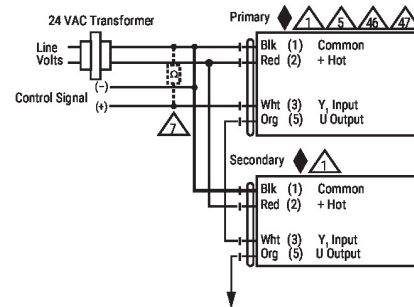 24 VAC Transformer
Primary 1 5 46 47
Line
Volts
Blk (1) Common
Red (2) + Hot
Ω
(–)
Control Signal (+)
Wht (3) Y₁ Input
Org (5) U Output
7
Secondary 1
Blk (1) Common
Red (2) + Hot
Wht (3) Y₁ Input
Org (5) U Output